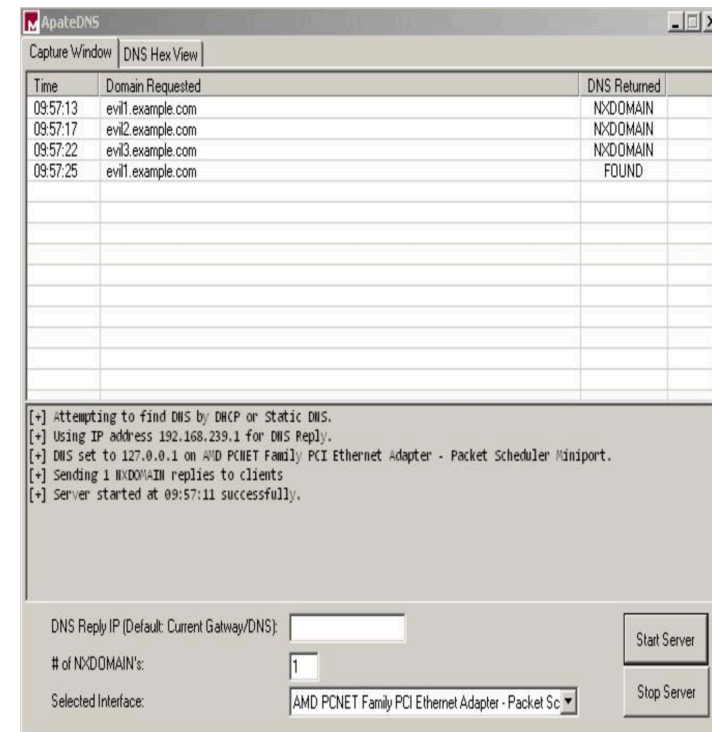 ApateDNS
Capture Window DNS Hex View
Time Domain Requested DNS Returned
09:57:13 evil1.example.com NXDOMAIN
09:57:17 evil2.example.com NXDOMAIN
09:57:22 evil3.example.com NXDOMAIN
09:57:25 evil1.example.com FOUND
[+] Attempting to find DNS by DHCP or Static DNS.
[+] Using IP address 192.168.239.1 for DNS Reply.
[+] DNS set to 127.0.0.1 on AMD PCNET Family PCI Ethernet Adapter - Packet Scheduler Miniport.
[+] Sending 1 NXDOMAIN replies to clients
[+] Server started at 09:57:11 successfully.
DNS Reply IP (Default: Current Gatway/DNS):
Start Server
# of NXDOMAIN's: 1
Selected Interface: AMD PCNET Family PCI Ethernet Adapter - Packet Sc
Stop Server